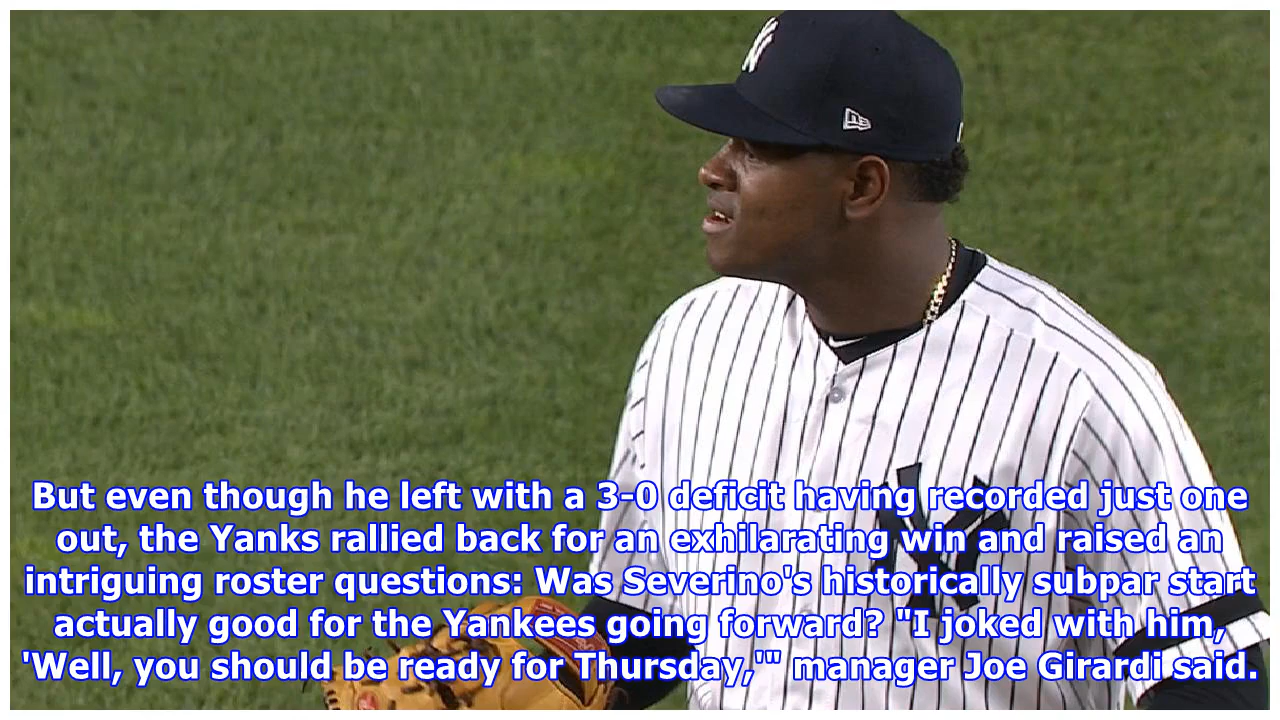 But even though he left with a 3-0 deficit having recorded just one
out, the Yanks rallied back for an exhilarating win and raised an
intriguing roster questions: Was Severino's historically subpar start
actually good for the Yankees going forward? "I joked with him,
'Well, you should be ready for Thursday,'" manager Joe Girardi said.